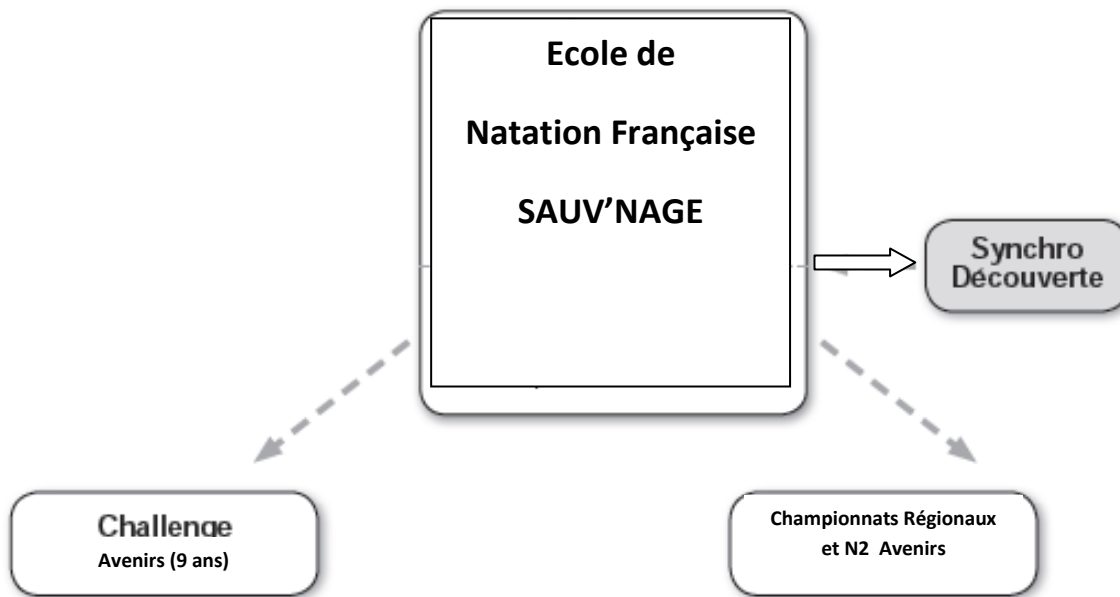 Ecole de
Natation Française
SAUV’NAGE
Synchro
Découverte
Challenge
Avenirs (9 ans)
Championnats Régionaux
et N2 Avenirs